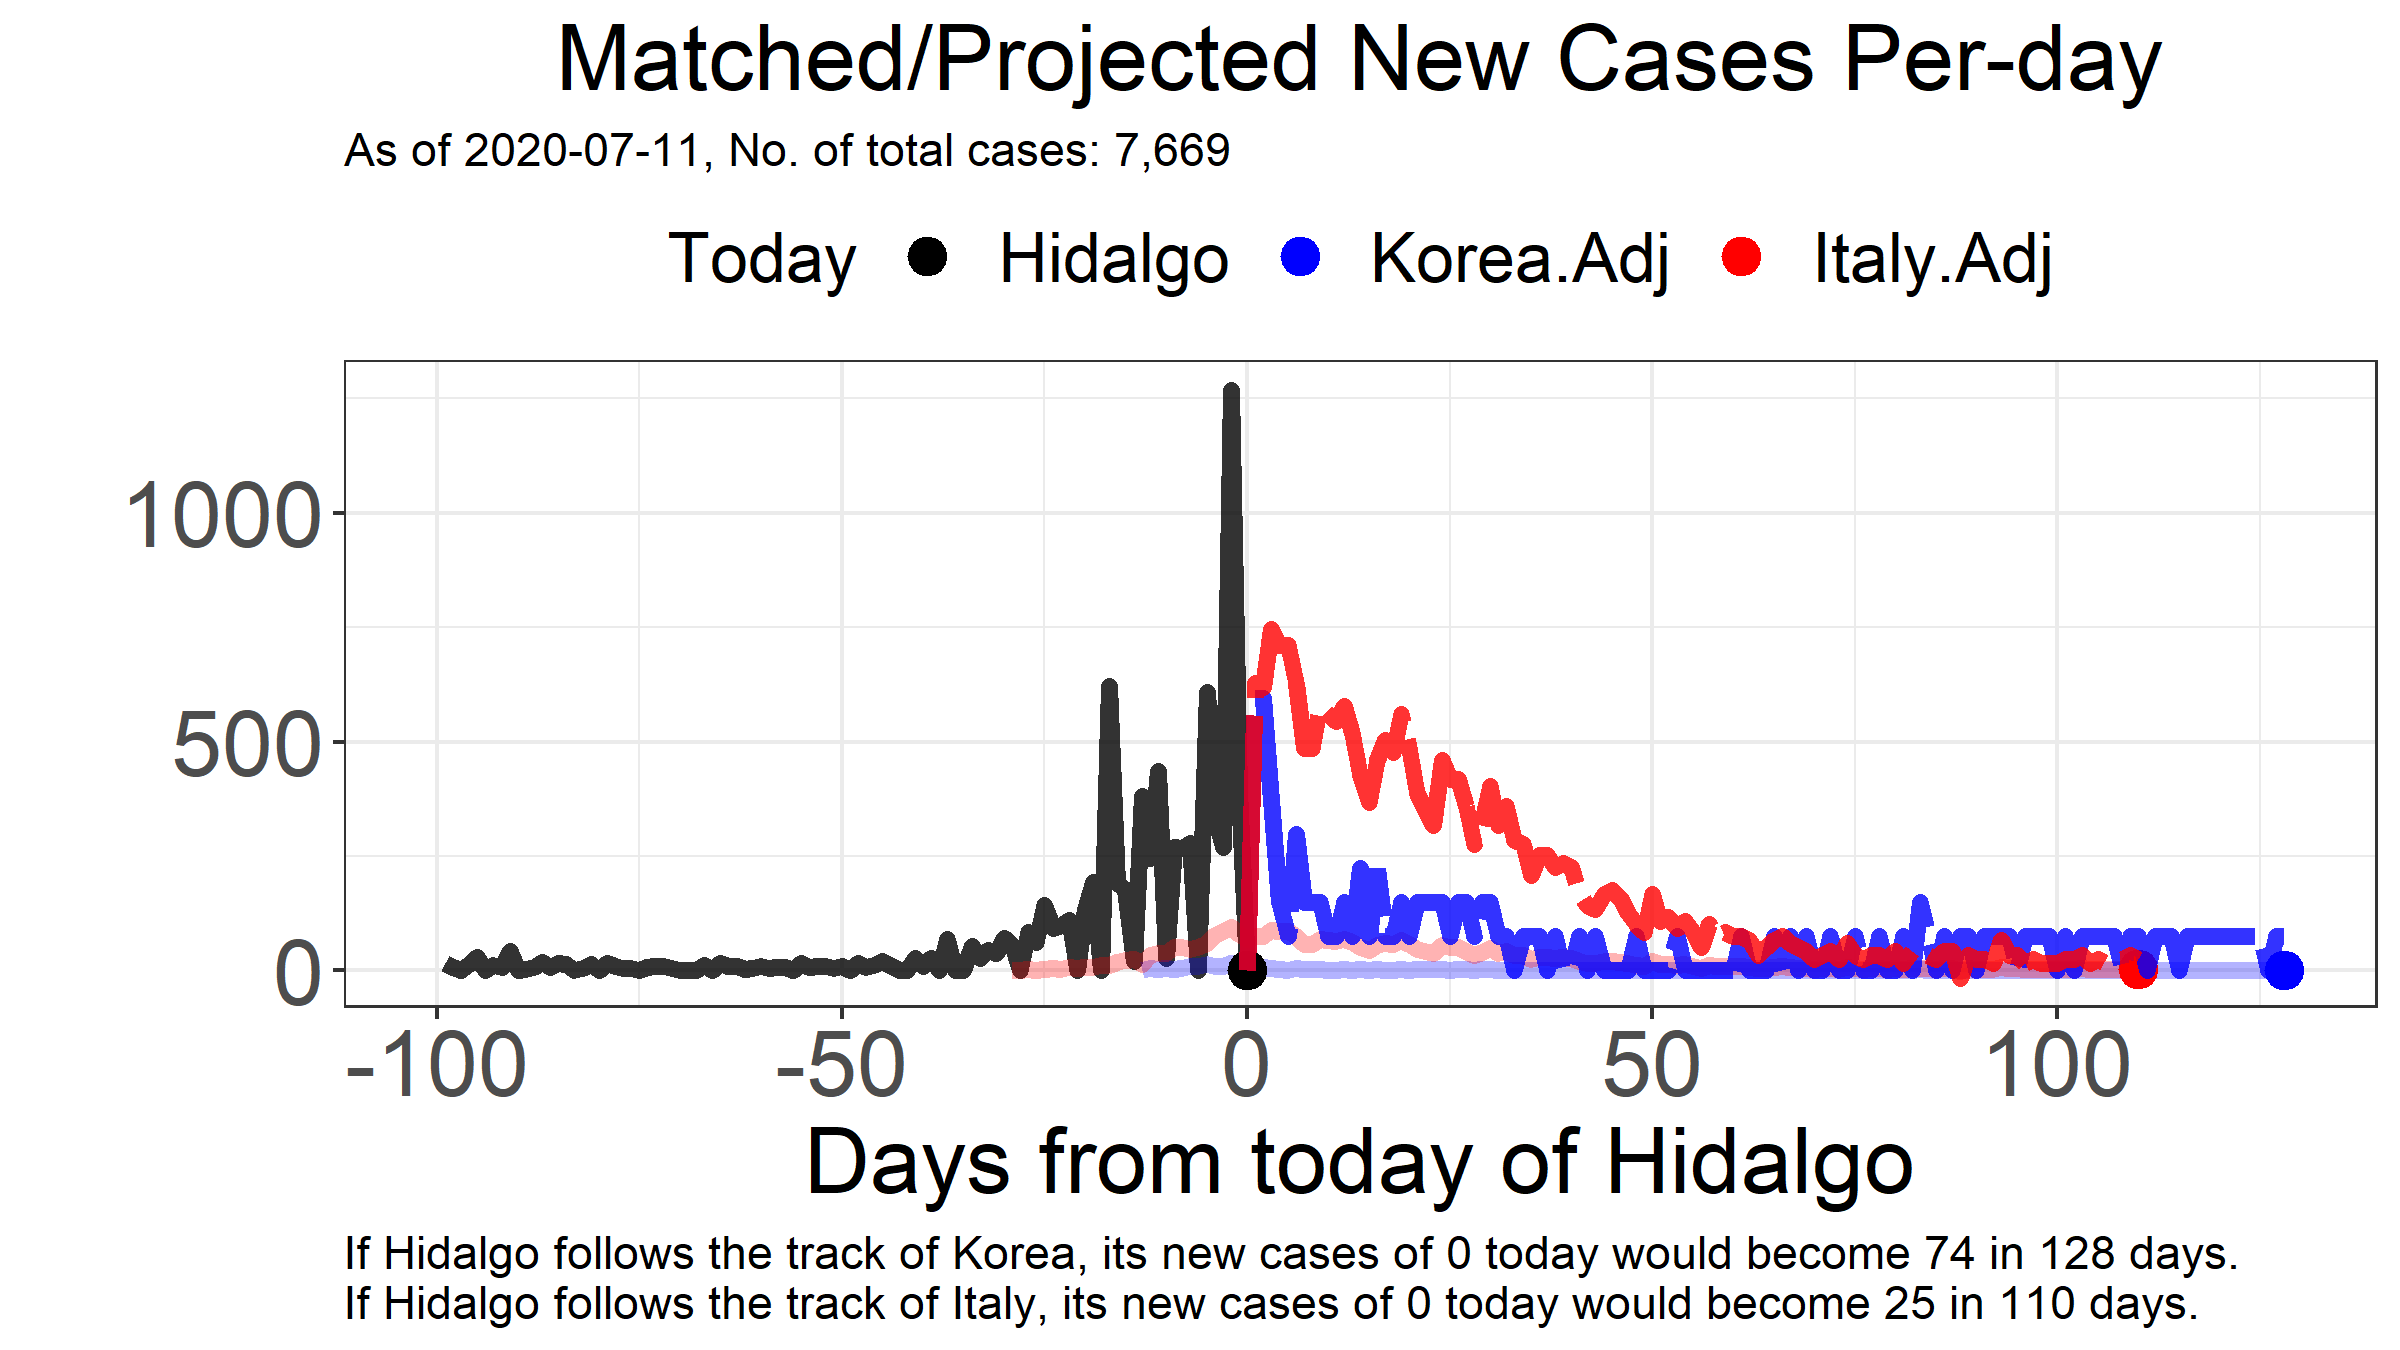 Matched/Projected New Cases Per-day
As of 2020-07-11, No. of total cases: 7,669
Today Hidalgo Korea.Adj Italy.Adj
1000
500
0
-100 -50 0 50 100
Days from today of Hidalgo
If Hidalgo follows the track of Korea, its new cases of 0 today would become 74 in 128 days.
If Hidalgo follows the track of Italy, its new cases of 0 today would become 25 in 110 days.